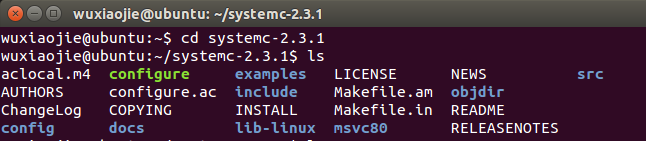 wuxiaojie@ubuntu: ~/systemc-2.3.1
wuxiaojie@ubuntu:~$ cd systemc-2.3.1
wuxiaojie@ubuntu:~/systemc-2.3.1$ ls
aclocal.m4 configure examples LICENSE NEWS src
AUTHORS configure.ac include Makefile.am objdir
ChangeLog COPYING INSTALL Makefile.in README
config docs lib-linux msvc80 RELEASENOTES